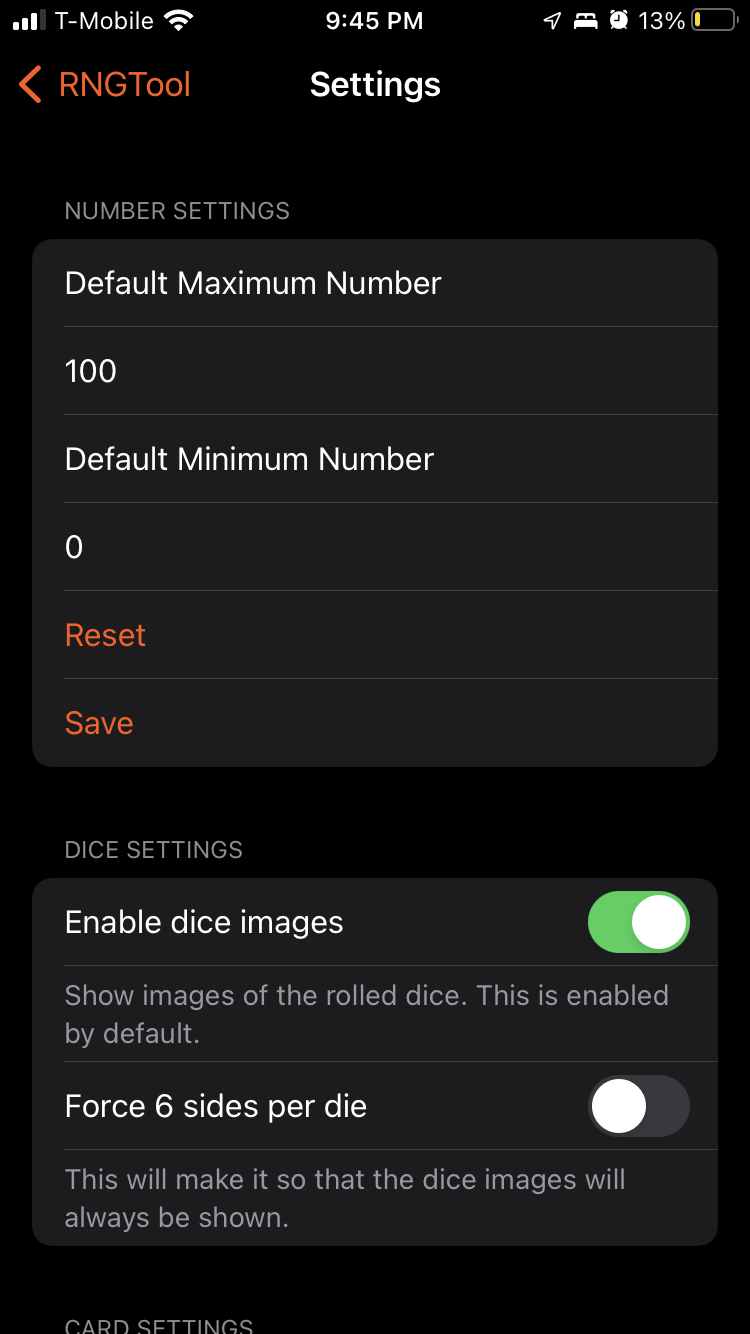 T-Mobile 9:45 PM 13%
RNGTool Settings
NUMBER SETTINGS
Default Maximum Number
100
Default Minimum Number
0
Reset
Save
DICE SETTINGS
Enable dice images
Show images of the rolled dice. This is enabled
by default.
Force 6 sides per die
This will make it so that the dice images will
always be shown.
CARD SETTINGS